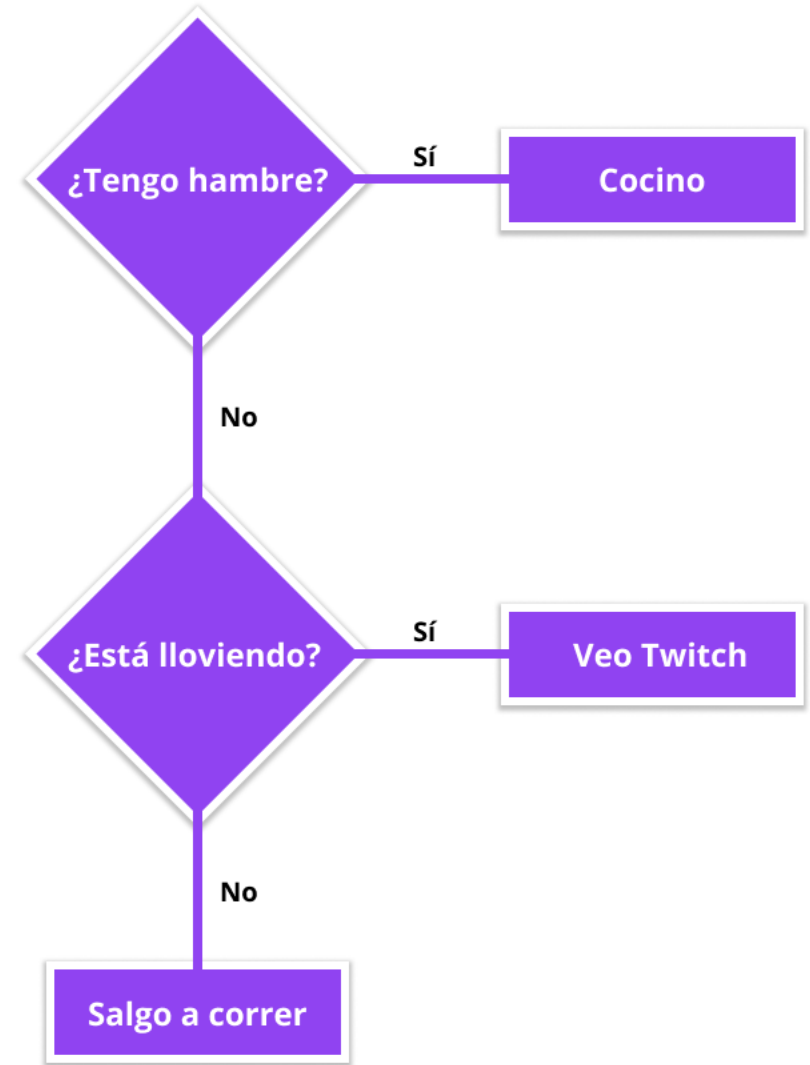 ¿Tengo hambre?
Sí
Cocino
No
¿Está lloviendo?
Sí
Veo Twitch
No
Salgo a correr